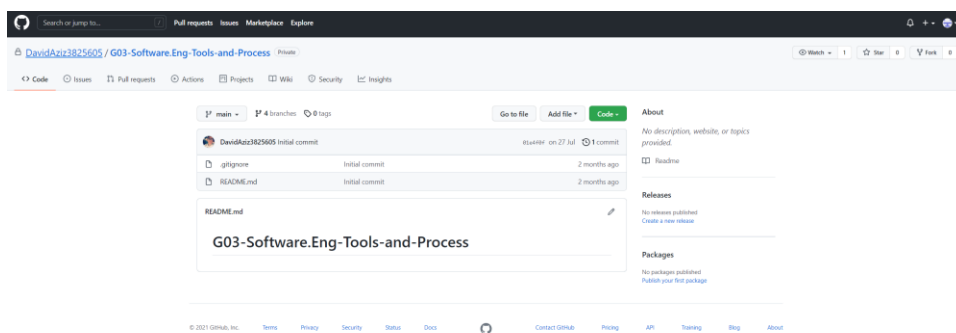 Search or jump to... / Pull requests Issues Marketplace Explore
DavidAziz3825605 / G03-Software.Eng-Tools-and-Process Private
Watch 1 Star 0 Fork 0
Code Issues Pull requests Actions Projects Wiki Security Insights
main 4 branches 0 tags Go to file Add file Code
DavidAziz3825605 Initial commit on 27 Jul 1 commit
.gitignore Initial commit 2 months ago
README.md Initial commit 2 months ago
README.md
G03-Software.Eng-Tools-and-Process
About
No description, website, or topics
provided.
Readme
Releases
No releases published
Create a new release
Packages
No packages published
Publish your first package
© 2021 GitHub, Inc. Terms Privacy Security Status Docs Contact GitHub Pricing API Training Blog About